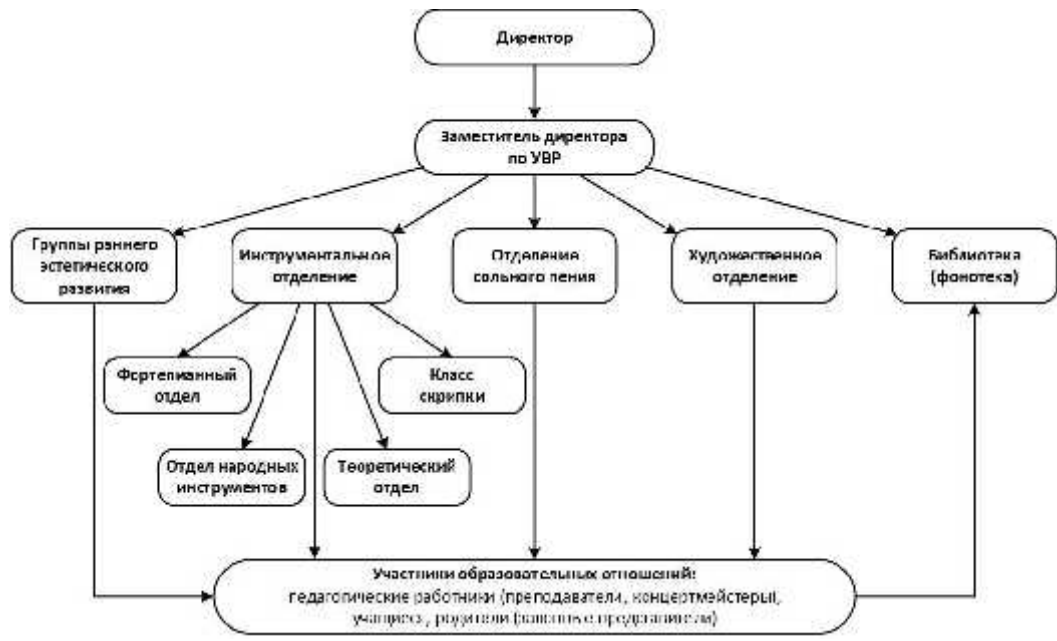 Директор
Заместитель директора
по УВР
Группы раннего
эстетического
развития
Инструментальное
отделение
Отделение
сольного пения
Художественное
отделение
Библиотека
(фонотека)
Фортепианный
отдел
Класс
скрипки
Отдел народных
инструментов
Теоретический
отдел
Участники образовательных отношений:
педагогические работники (преподаватели, концертмейстеры),
учащиеся, родители (законные представители)